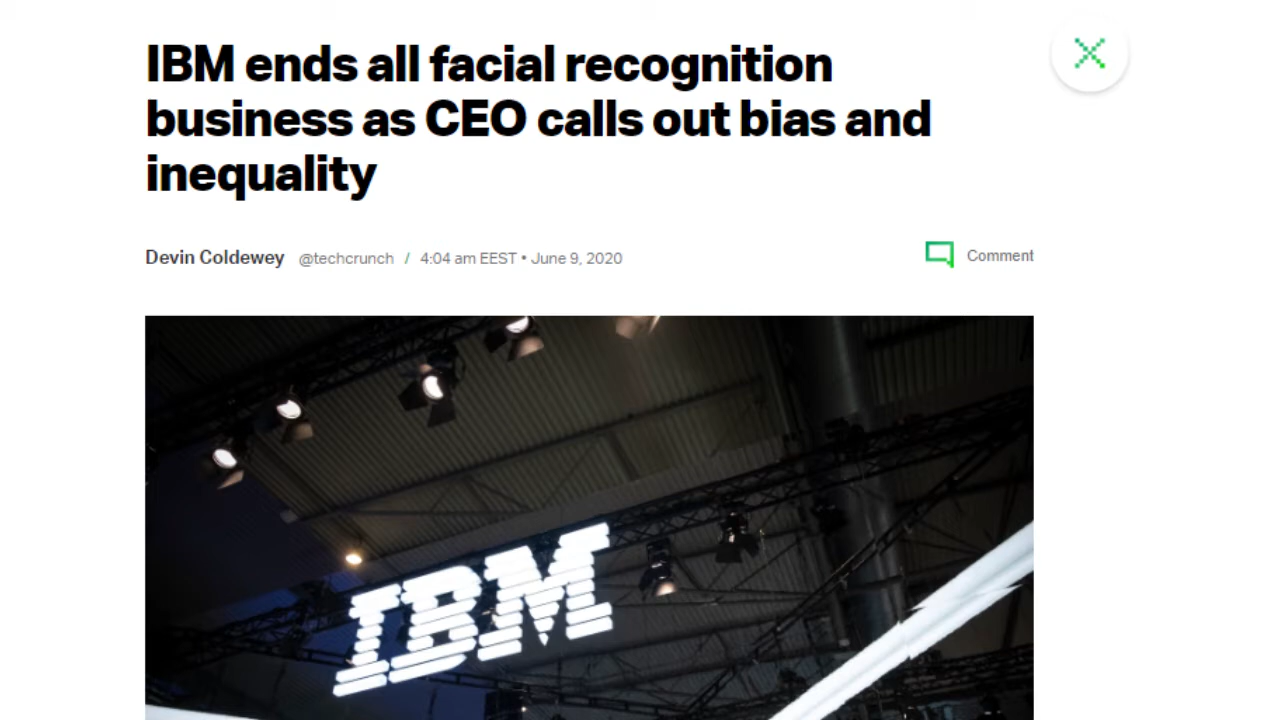 IBM ends all facial recognition
business as CEO calls out bias and
inequality
Devin Coldewey @techcrunch / 4:04 am EEST • June 9, 2020
Comment
IBM